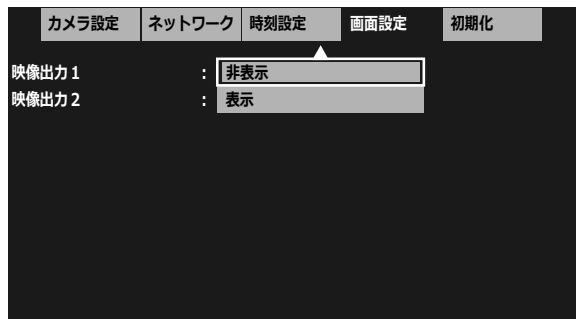 カメラ設定 ネットワーク 時刻設定 画面設定 初期化
映像出力1 : 非表示
映像出力2 : 表示